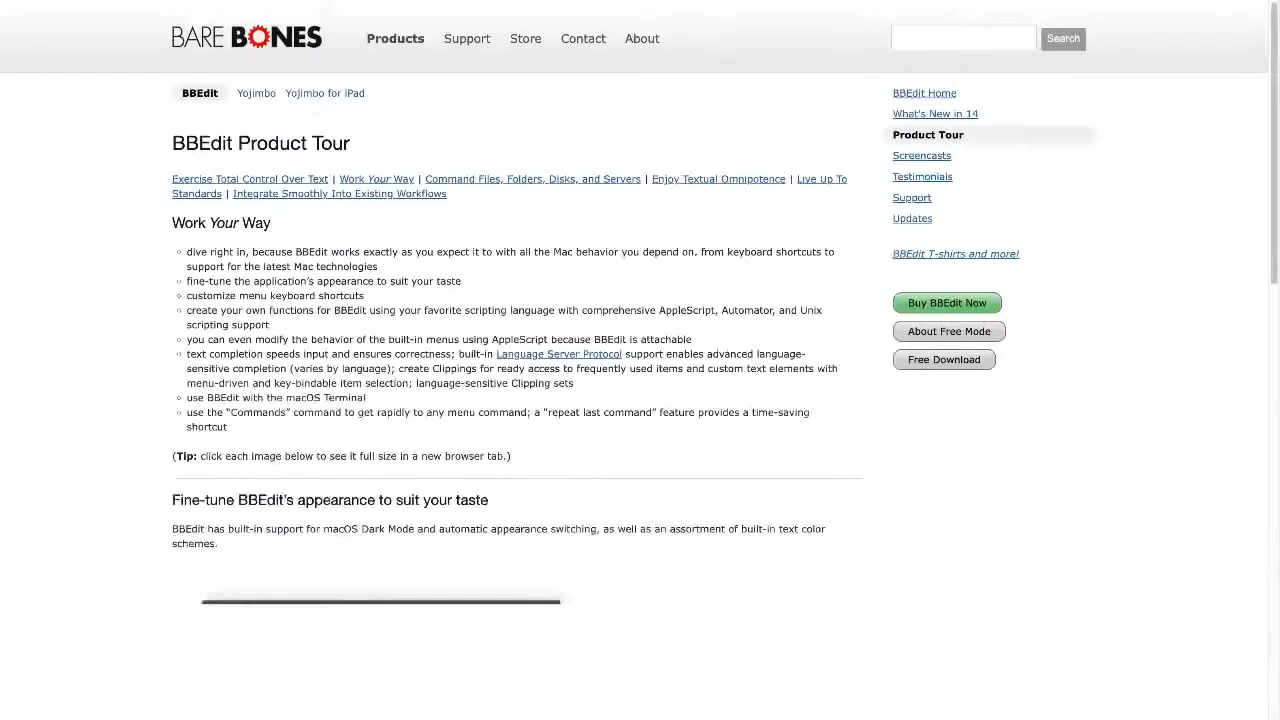 BARE BONES
Products Support Store Contact About
Search
BBEdit Yojimbo Yojimbo for iPad
BBEdit Product Tour
Exercise Total Control Over Text | Work Your Way | Command Files, Folders, Disks, and Servers | Enjoy Textual Omnipotence | Live Up To
Standards | Integrate Smoothly Into Existing Workflows
Work Your Way
dive right in, because BBEdit works exactly as you expect it to with all the Mac behavior you depend on, from keyboard shortcuts to
support for the latest Mac technologies
fine-tune the application's appearance to suit your taste
customize menu keyboard shortcuts
create your own functions for BBEdit using your favorite scripting language with comprehensive AppleScript, Automator, and Unix
scripting support
you can even modify the behavior of the built-in menus using AppleScript because BBEdit is attachable
text completion speeds input and ensures correctness; built-in Language Server Protocol support enables advanced language-
sensitive completion (varies by language); create Clippings for ready access to frequently used items and custom text elements with
menu-driven and key-bindable item selection; language-sensitive Clipping sets
use BBEdit with the macOS Terminal
use the “Commands” command to get rapidly to any menu command; a “repeat last command” feature provides a time-saving
shortcut
(Tip: click each image below to see it full size in a new browser tab.)
Fine-tune BBEdit's appearance to suit your taste
BBEdit has built-in support for macOS Dark Mode and automatic appearance switching, as well as an assortment of built-in text color
schemes.
BBEdit Home
What's New in 14
Product Tour
Screencasts
Testimonials
Support
Updates
BBEdit T-shirts and more!
Buy BBEdit Now
About Free Mode
Free Download